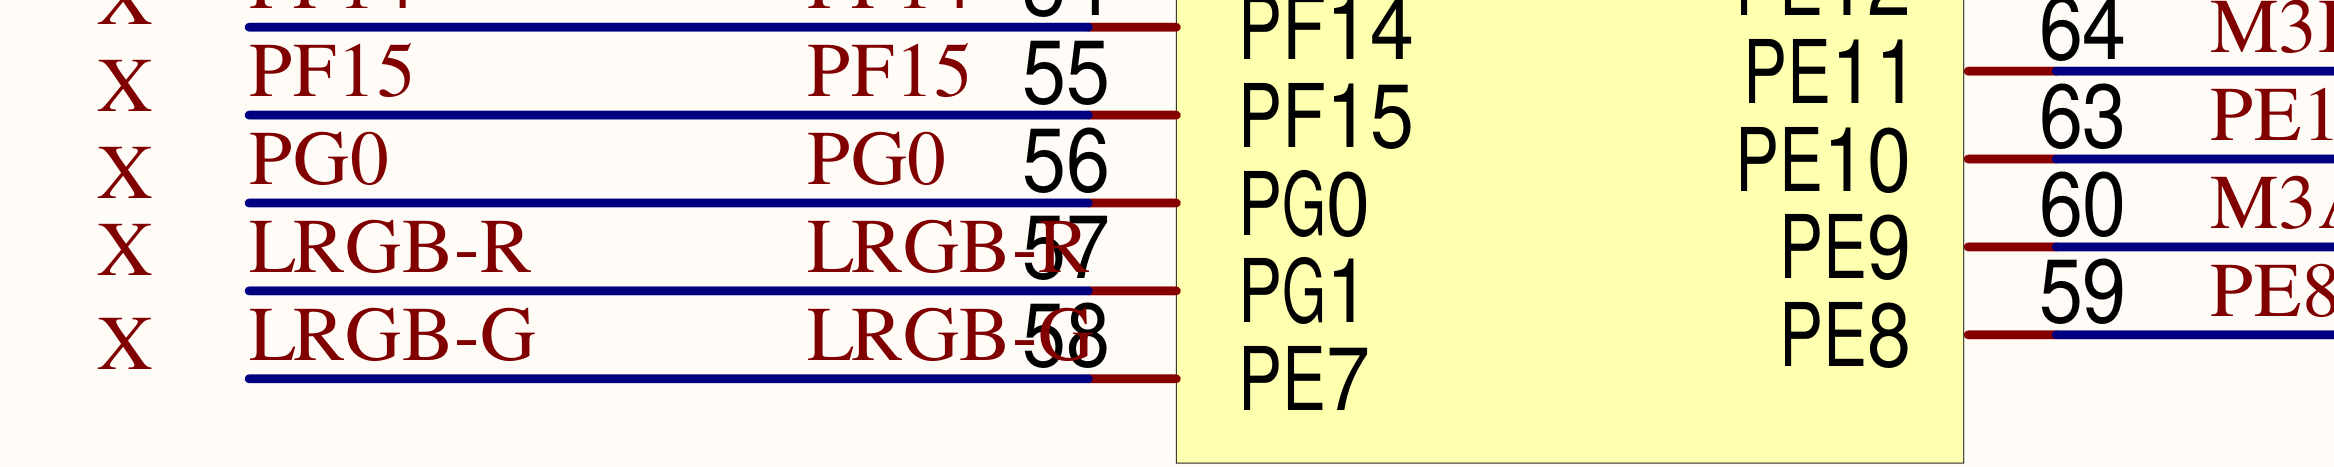 PF14 64
X PF15 PF15 55 PF15 PE11 63
X PG0 PG0 56 PG0 PE10 60
X LRGB-R LRGB-R 57 PG1 PE9 59
X LRGB-G LRGB-G 58 PE7 PE8